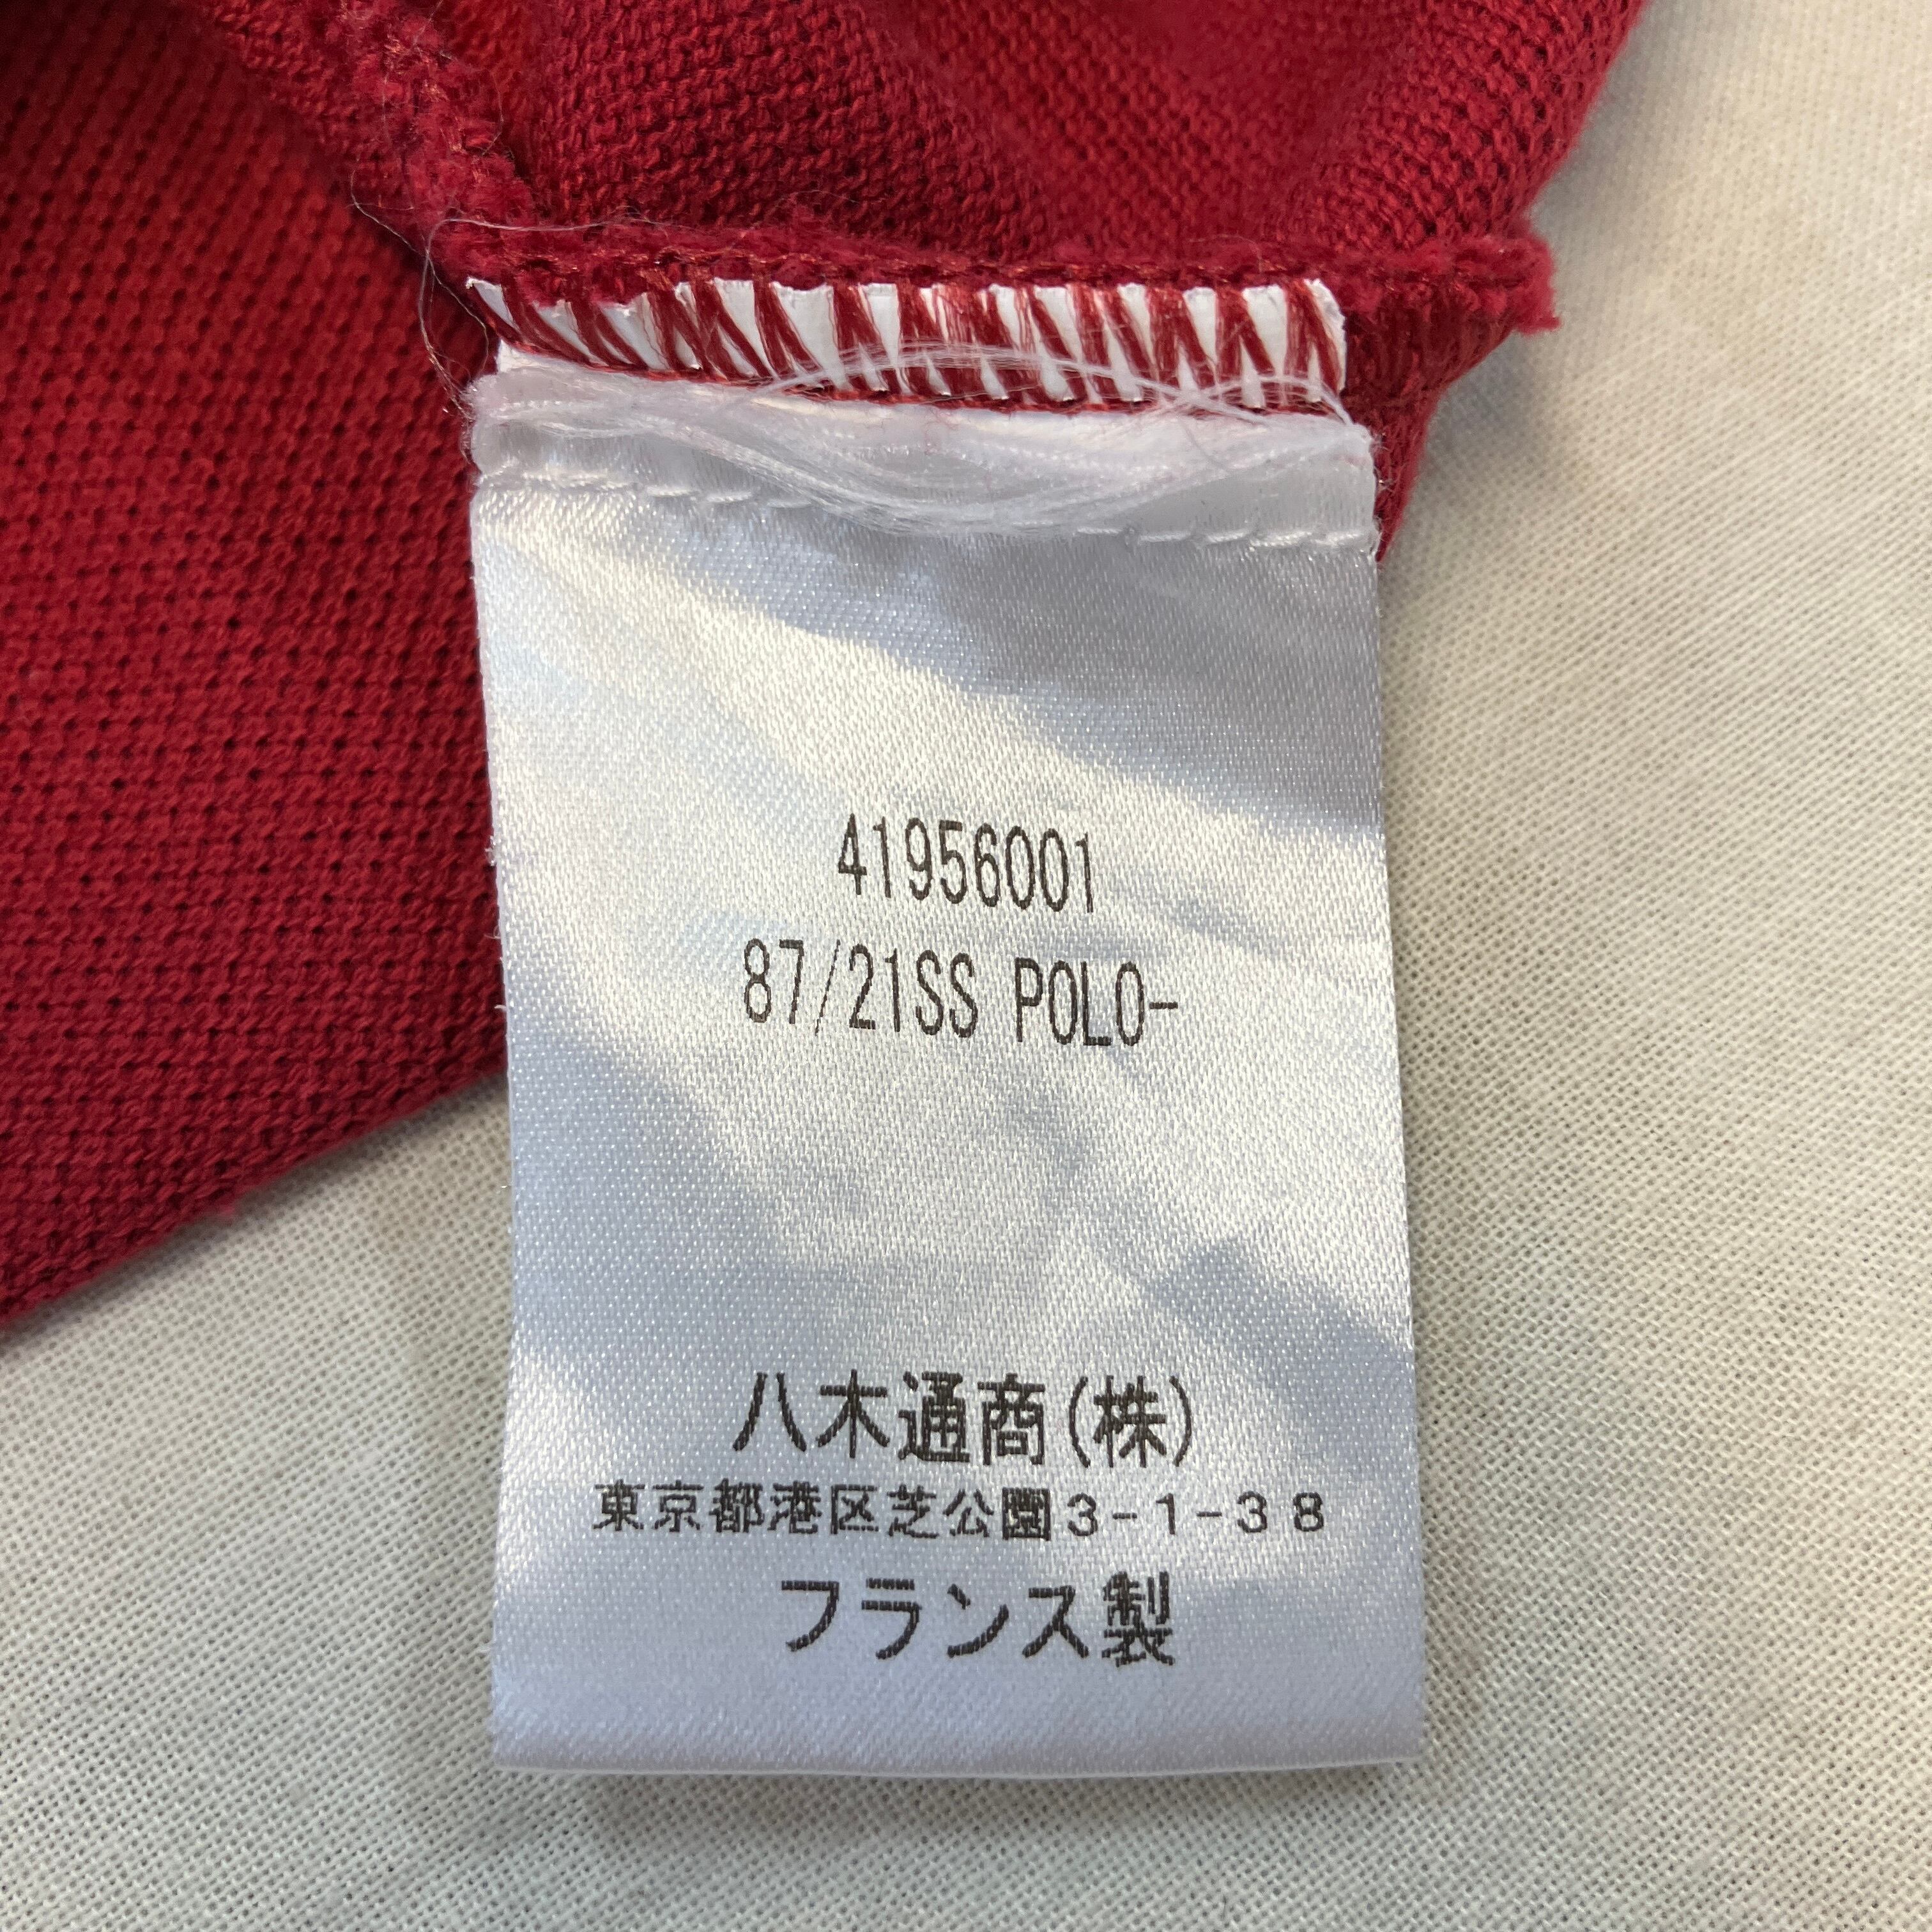 41956001
87/21SS POLO-
八木通商(株)
東京都港区芝公園3-1-38
フランス製